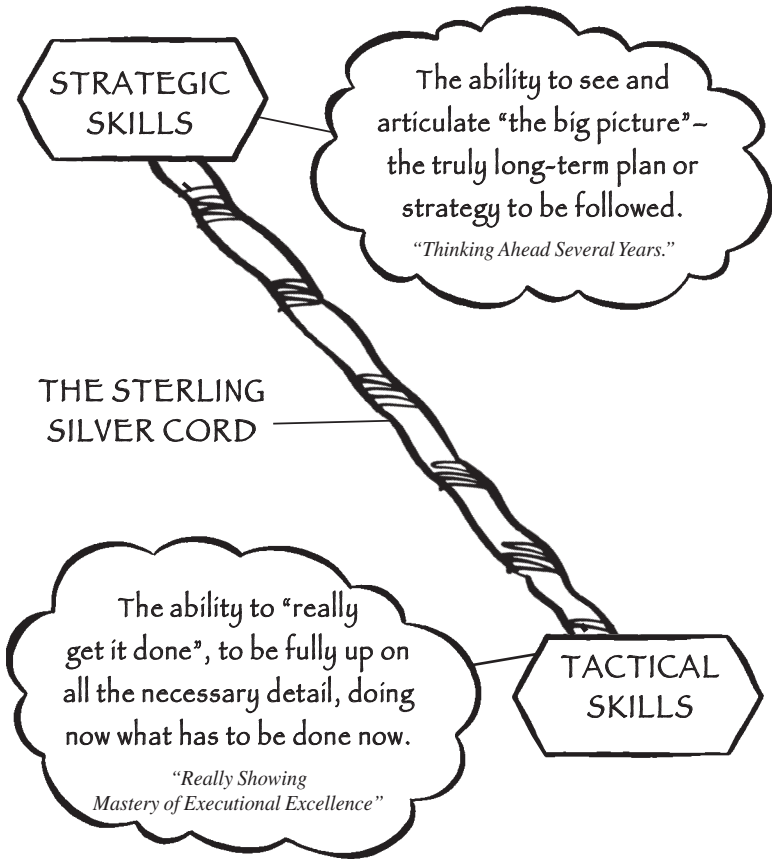 STRATEGIC
SKILLS
The ability to see and
articulate “the big picture”–
the truly long-term plan or
strategy to be followed.
“Thinking Ahead Several Years.”
THE STERLING
SILVER CORD
The ability to “really
get it done”, to be fully up on
all the necessary detail, doing
now what has to be done now.
“Really Showing
Mastery of Executional Excellence”
TACTICAL
SKILLS